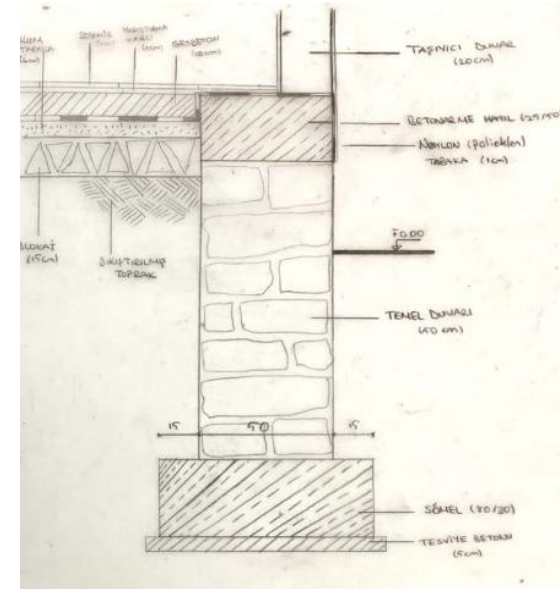 GROBETON
TAŞIYICI DUVAR
(20cm)
BETONARME HATIL (25/50)
NAYLON (polietilen)
TABAKA (1cm)
BLOKAJ
(15cm)
SIKIŞTIRILMIŞ
TOPRAK
∓0.00
TEMEL DUVARI
(50 cm)
15
50
15
SÖMEL (80/30)
TESVİYE BETONU
(5cm)